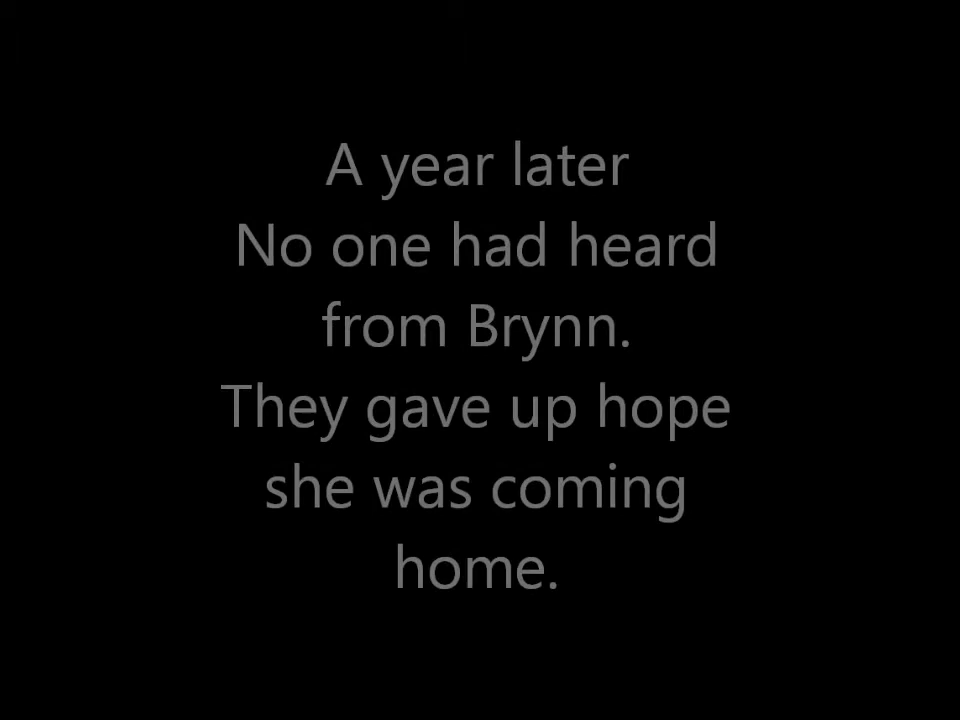 A year later
No one had heard
from Brynn.
They gave up hope
she was coming
home.